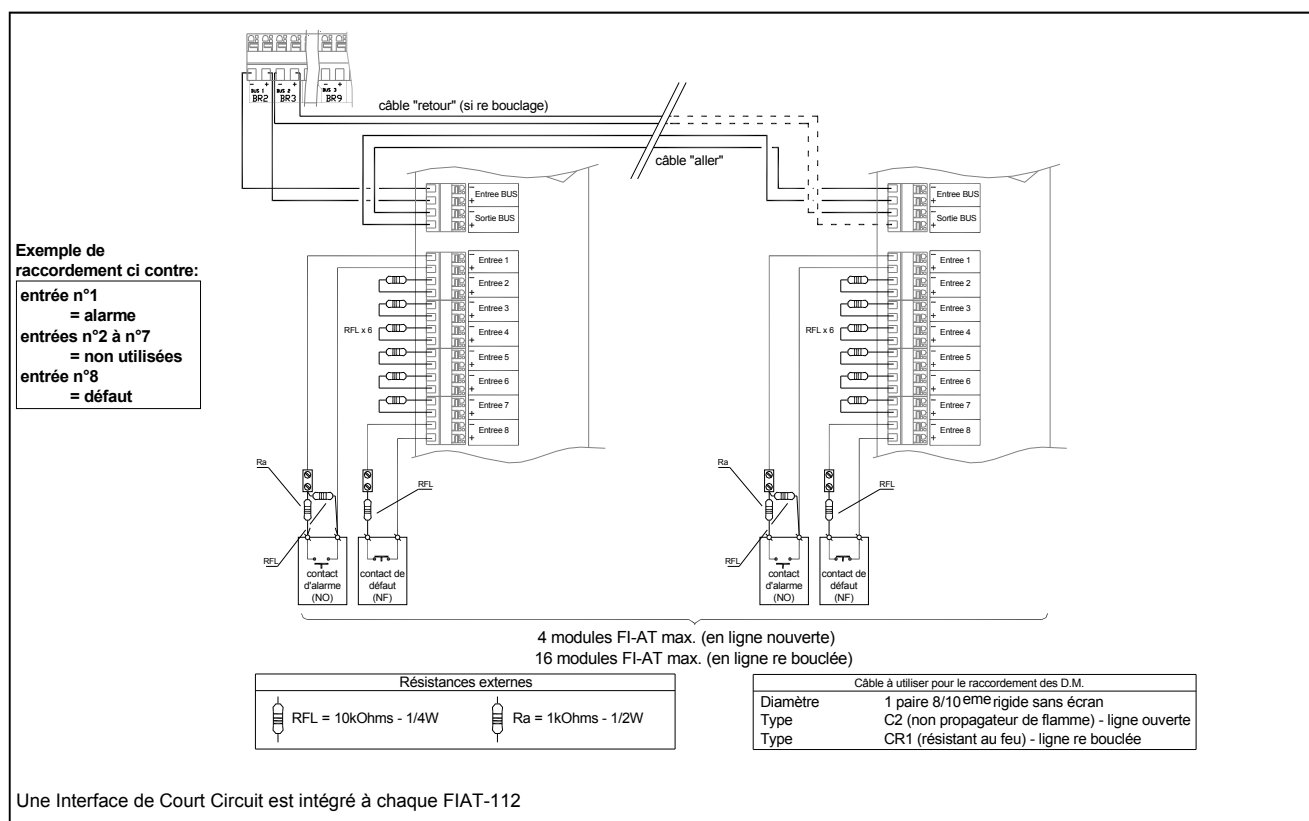 - + - + - +
BUS 1 BUS 2 BUS 3
BR2 BR3 BR9
câble "retour" (si re bouclage)
câble "aller"
- Entree BUS
+
- Sortie BUS
+
- Entree BUS
+
- Sortie BUS
+
Exemple de
raccordement ci contre:
entrée n°1
= alarme
entrées n°2 à n°7
= non utilisées
entrée n°8
= défaut
- Entree 1
+
- Entree 2
+
- Entree 3
+
RFL x 6
- Entree 4
+
- Entree 5
+
- Entree 6
+
- Entree 7
+
- Entree 8
+
- Entree 1
+
- Entree 2
+
- Entree 3
+
RFL x 6
- Entree 4
+
- Entree 5
+
- Entree 6
+
- Entree 7
+
- Entree 8
+
Ra
RFL
RFL
contact
d'alarme
(NO)
contact de
défaut
(NF)
Ra
RFL
RFL
contact
d'alarme
(NO)
contact de
défaut
(NF)
4 modules FI-AT max. (en ligne nouverte)
16 modules FI-AT max. (en ligne re bouclée)
Résistances externes
RFL = 10kOhms - 1/4W
Ra = 1kOhms - 1/2W
Câble à utiliser pour le raccordement des D.M.
Diamètre 1 paire 8/10 eme rigide sans écran
Type C2 (non propagateur de flamme) - ligne ouverte
Type CR1 (résistant au feu) - ligne re bouclée
Une Interface de Court Circuit est intégré à chaque FIAT-112